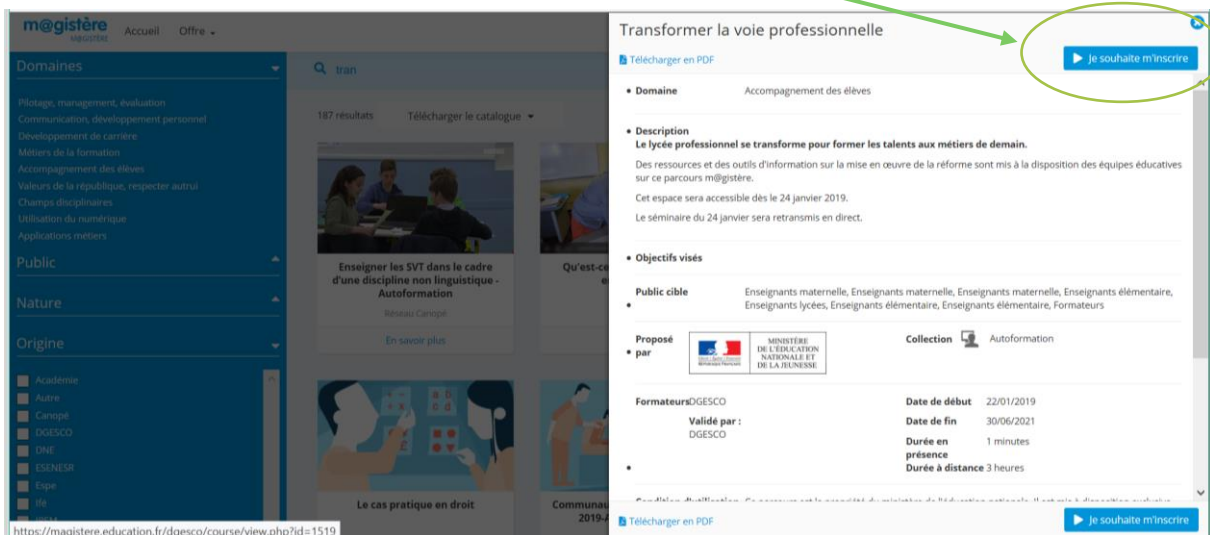 m@gistère
M@GISTÈRE
Accueil Offre
Domaines
Pilotage, management, évaluation
Communication, développement personnel
Développement de carrière
Métiers de la formation
Accompagnement des élèves
Valeurs de la république, respecter autrui
Champs disciplinaires
Utilisation du numérique
Applications métiers
Public
Nature
Origine
Académie
Autre
Canopé
DGESCO
DNE
ESENESR
Espe
Ifé
https://magistere.education.fr/dgesco/course/view.php?id=1519
tran
187 résultats Télécharger le catalogue
Enseigner les SVT dans le cadre
d'une discipline non linguistique -
Autoformation
Réseau Canopé
En savoir plus
Qu'est-ce
Le cas pratique en droit
Communau
2019-A
Transformer la voie professionnelle
Télécharger en PDF
Je souhaite m'inscrire
• Domaine Accompagnement des élèves
• Description
Le lycée professionnel se transforme pour former les talents aux métiers de demain.
Des ressources et des outils d'information sur la mise en œuvre de la réforme sont mis à la disposition des équipes éducatives
sur ce parcours m@gistère.
Cet espace sera accessible dès le 24 janvier 2019.
Le séminaire du 24 janvier sera retransmis en direct.
• Objectifs visés
Public cible Enseignants maternelle, Enseignants maternelle, Enseignants maternelle, Enseignants élémentaire,
• Enseignants lycées, Enseignants élémentaire, Enseignants élémentaire, Formateurs
Proposé
• par
MINISTÈRE
DE L'ÉDUCATION
NATIONALE ET
DE LA JEUNESSE
Collection Autoformation
Formateurs DGESCO
Validé par :
DGESCO
Date de début 22/01/2019
Date de fin 30/06/2021
Durée en 1 minutes
présence
Durée à distance 3 heures
Télécharger en PDF
Je souhaite m'inscrire